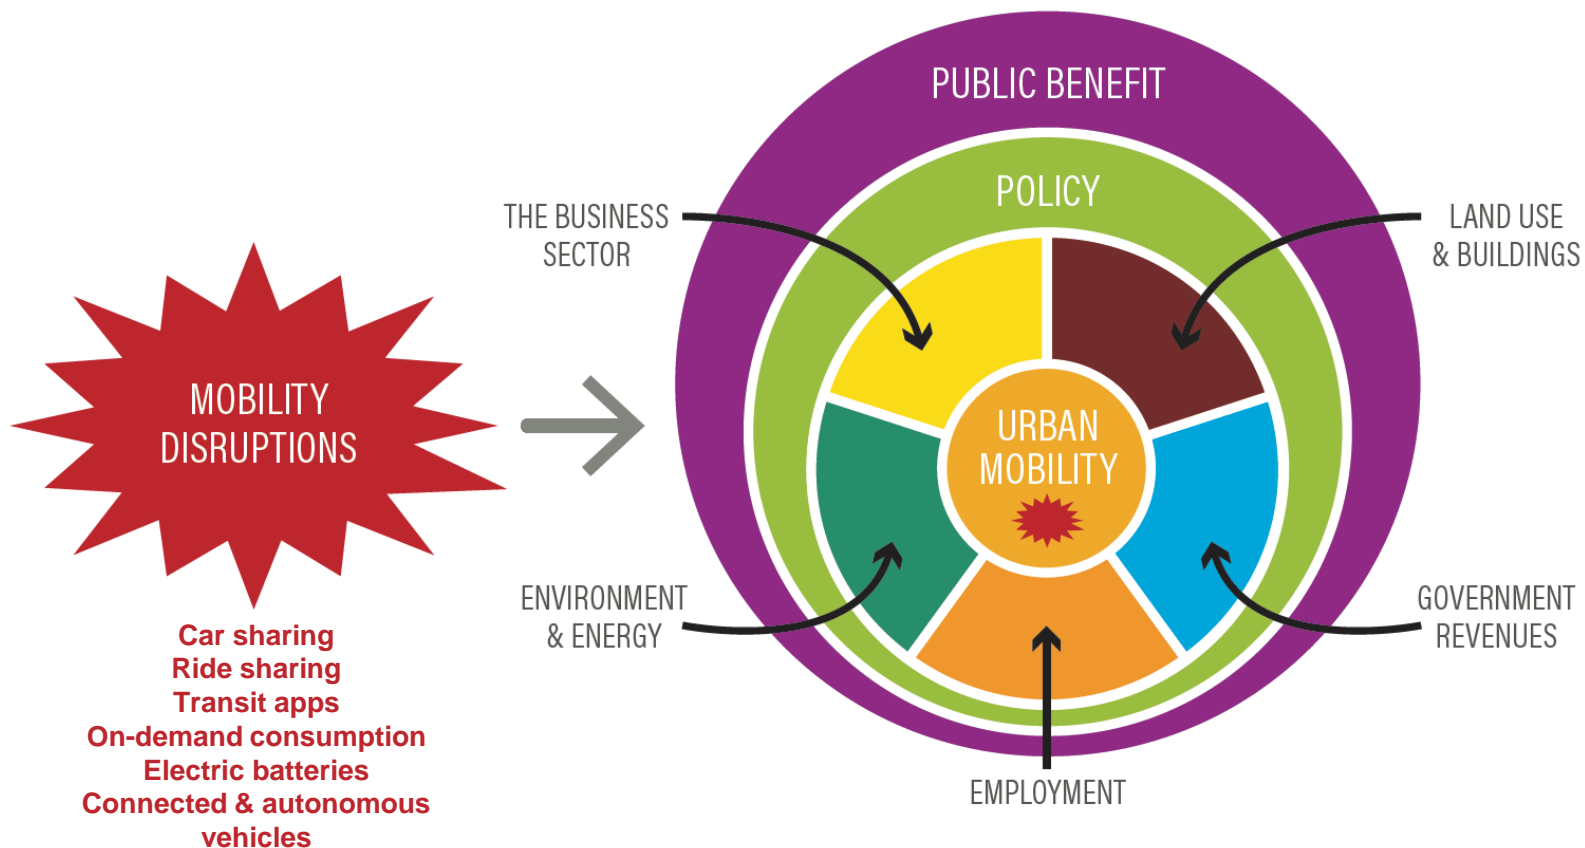 MOBILITY
DISRUPTIONS
Car sharing
Ride sharing
Transit apps
On-demand consumption
Electric batteries
Connected & autonomous
vehicles
PUBLIC BENEFIT
POLICY
THE BUSINESS
SECTOR
LAND USE
& BUILDINGS
URBAN
MOBILITY
ENVIRONMENT
& ENERGY
GOVERNMENT
REVENUES
EMPLOYMENT